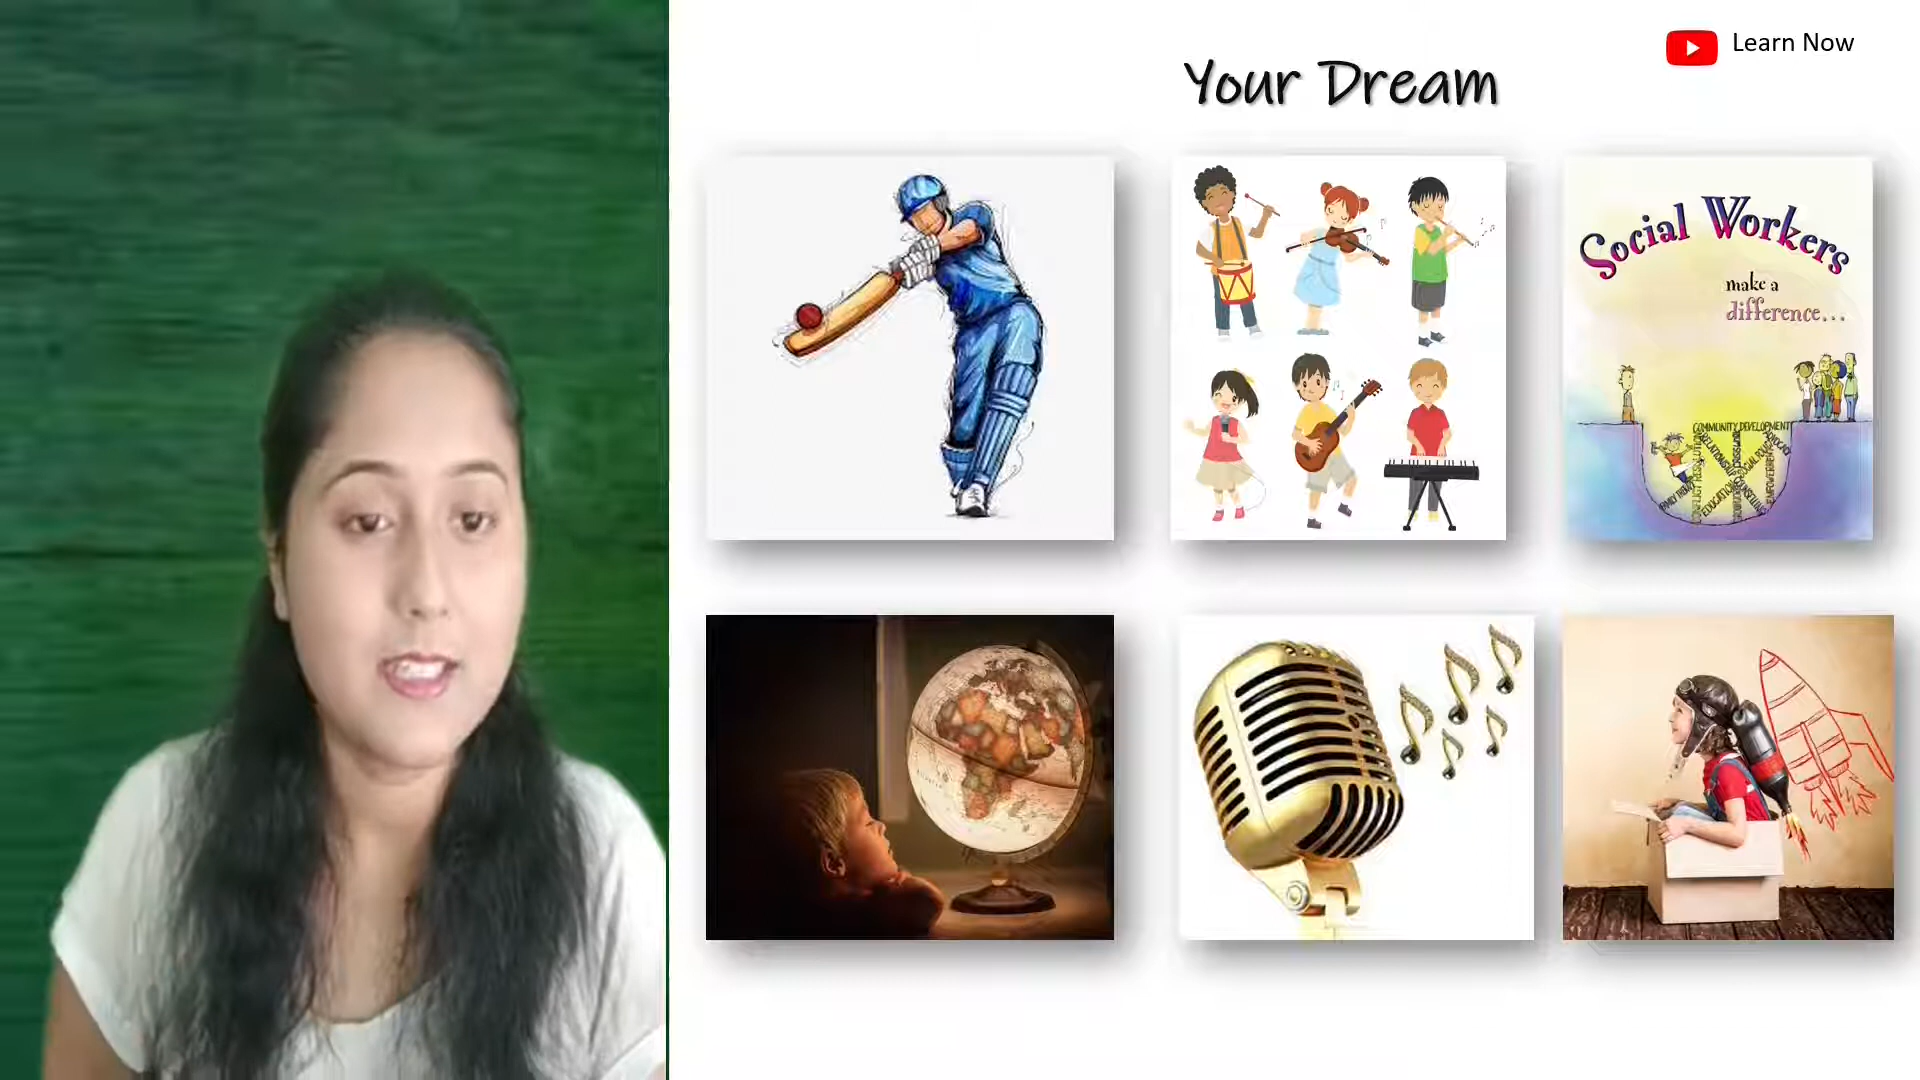 Learn Now
Your Dream
Social Workers
make a
difference...
COMMUNITY DEVELOPMENT